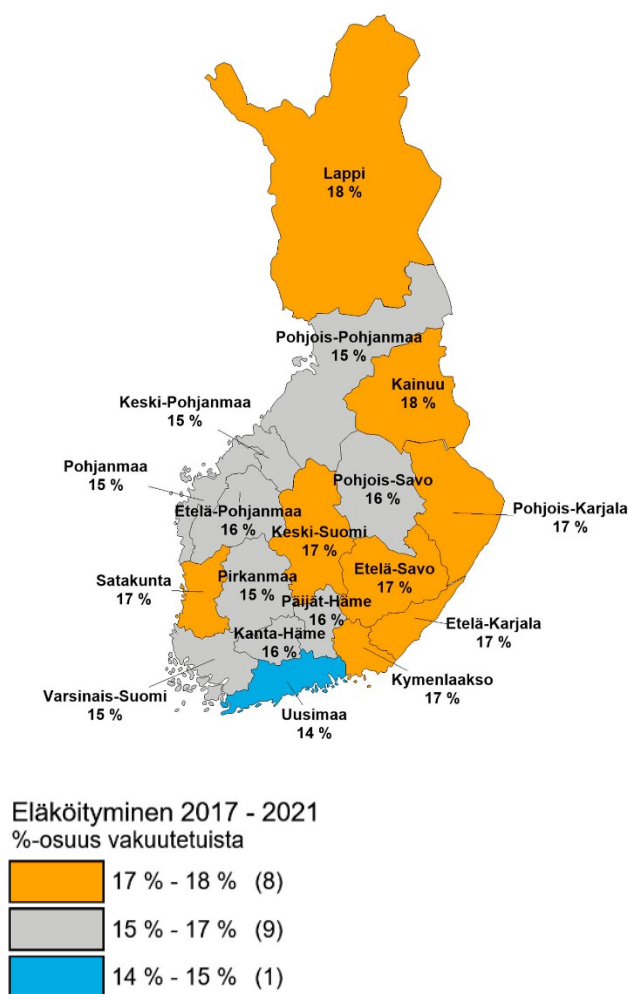 Lappi
18 %
Pohjois-Pohjanmaa
15 %
Kainuu
18 %
Keski-Pohjanmaa
15 %
Pohjanmaa
15 %
Pohjois-Savo
16 %
Etelä-Pohjanmaa
16 %
Pohjois-Karjala
17 %
Keski-Suomi
17 %
Etelä-Savo
17 %
Satakunta
17 %
Pirkanmaa
15 %
Päijät-Häme
16 %
Etelä-Karjala
17 %
Kanta-Häme
16 %
Kymenlaakso
17 %
Varsinais-Suomi
15 %
Uusimaa
14 %
Eläköityminen 2017 - 2021
%-osuus vakuutetuista
17 % - 18 % (8)
15 % - 17 % (9)
14 % - 15 % (1)